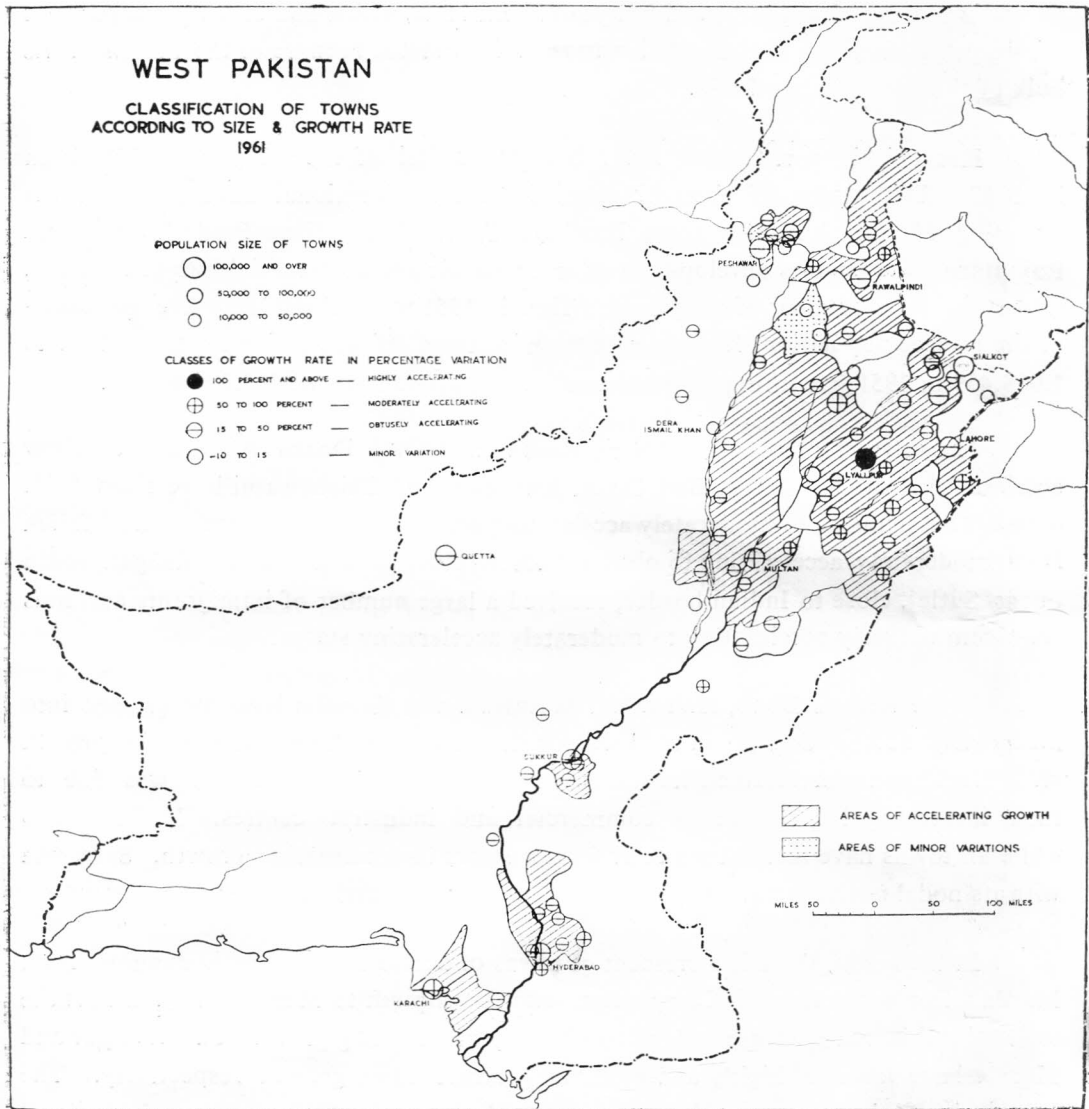 WEST PAKISTAN
CLASSIFICATION OF TOWNS
ACCORDING TO SIZE & GROWTH RATE
1961
POPULATION SIZE OF TOWNS
100,000 AND OVER
50,000 TO 100,000
10,000 TO 50,000
CLASSES OF GROWTH RATE IN PERCENTAGE VARIATION
100 PERCENT AND ABOVE — HIGHLY ACCELERATING
50 TO 100 PERCENT — MODERATELY ACCELERATING
15 TO 50 PERCENT — OBTUSELY ACCELERATING
-10 TO 15 — MINOR VARIATION
PESHAWAR
RAWALPINDI
SIALKOT
DERA
ISMAIL KHAN
LAHORE
LYALLPUR
QUETTA
MULTAN
SUKKUR
AREAS OF ACCELERATING GROWTH
AREAS OF MINOR VARIATIONS
MILES 50 0 50 100 MILES
HYDERABAD
KARACHI